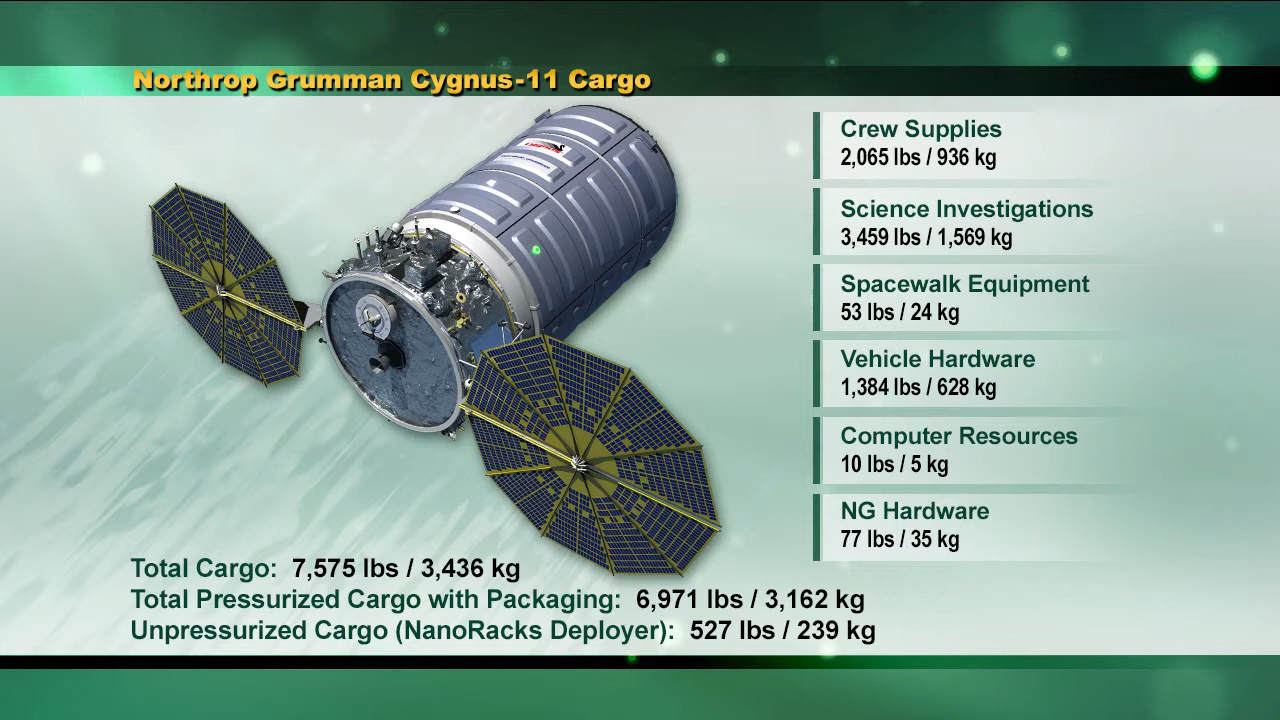 Northrop Grumman Cygnus-11 Cargo
Crew Supplies
2,065 lbs / 936 kg
Science Investigations
3,459 lbs / 1,569 kg
Spacewalk Equipment
53 lbs / 24 kg
Vehicle Hardware
1,384 lbs / 628 kg
Computer Resources
10 lbs / 5 kg
NG Hardware
77 lbs / 35 kg
Total Cargo: 7,575 lbs / 3,436 kg
Total Pressurized Cargo with Packaging: 6,971 lbs / 3,162 kg
Unpressurized Cargo (NanoRacks Deployer): 527 lbs / 239 kg